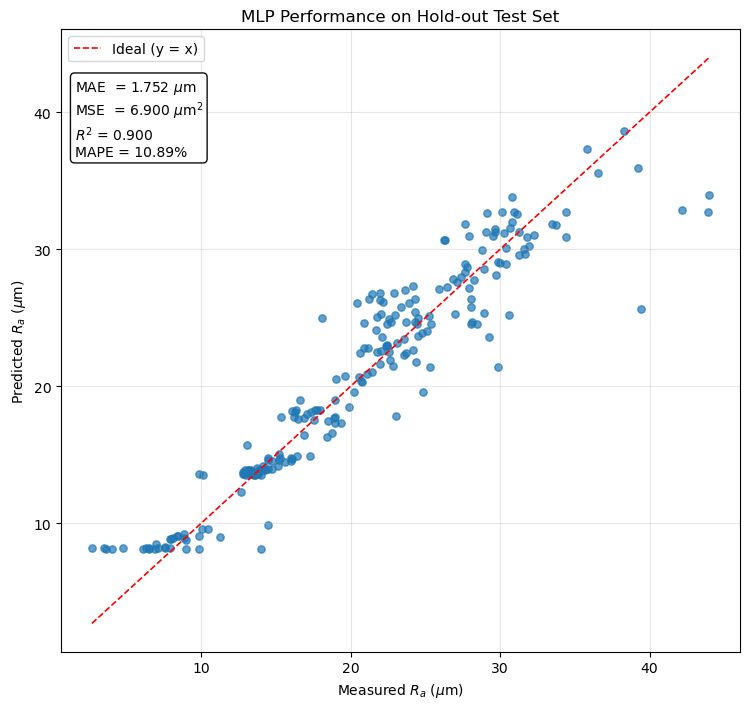 MLP Performance on Hold-out Test Set
Ideal (y = x)
MAE = 1.752 μm
MSE = 6.900 μm²
R² = 0.900
MAPE = 10.89%
40
30
20
10
Predicted Rₐ (μm)
10 20 30 40
Measured Rₐ (μm)